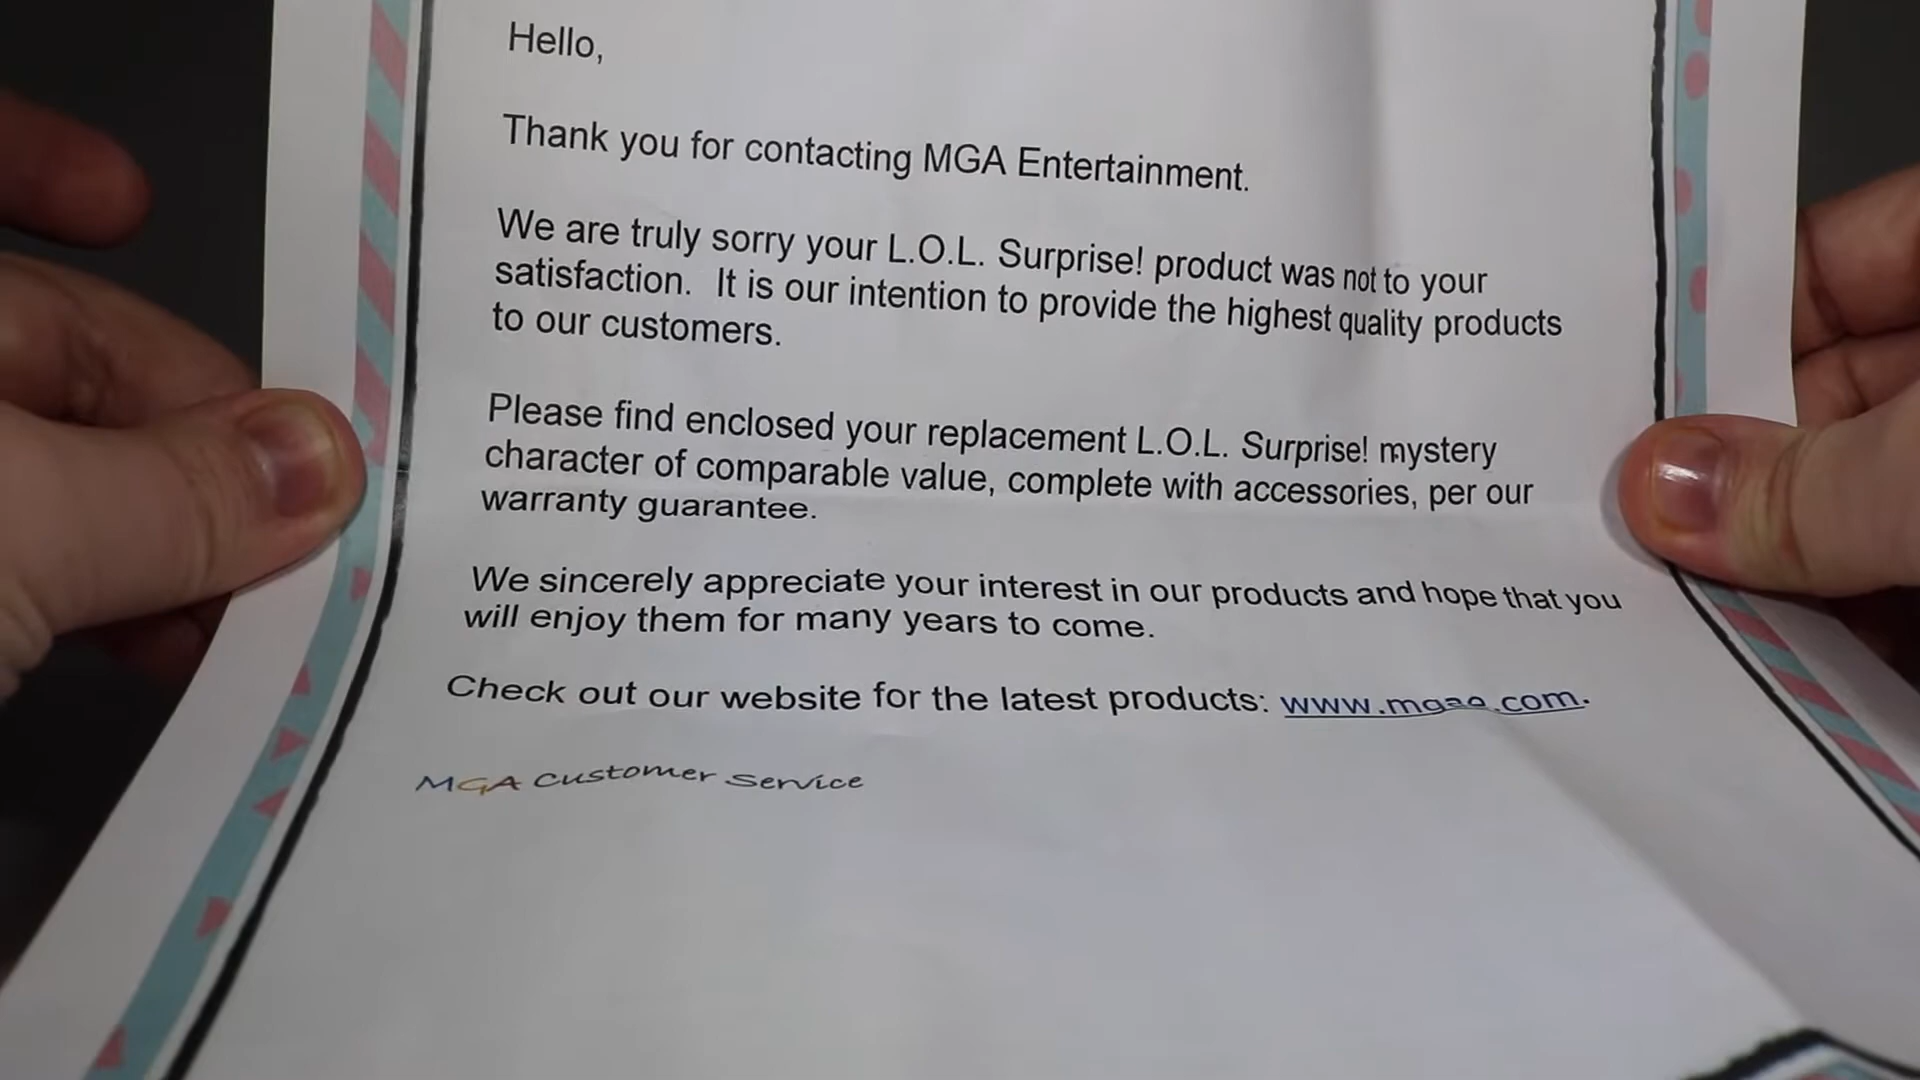 Hello,
Thank you for contacting MGA Entertainment.
We are truly sorry your L.O.L. Surprise! product was not to your
satisfaction. It is our intention to provide the highest quality products
to our customers.
Please find enclosed your replacement L.O.L. Surprise! mystery
character of comparable value, complete with accessories, per our
warranty guarantee.
We sincerely appreciate your interest in our products and hope that you
will enjoy them for many years to come.
Check out our website for the latest products: www.mgae.com.
MGA Customer Service